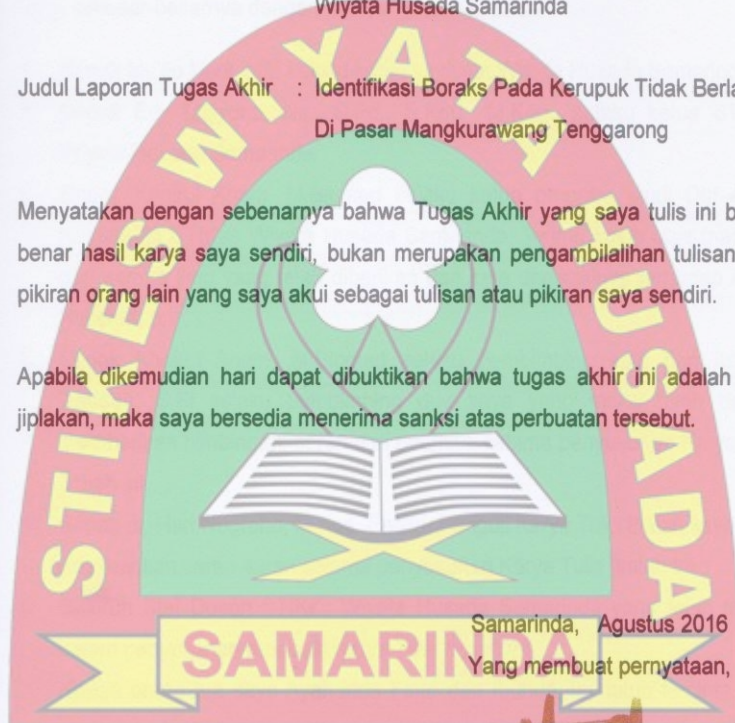 Wiyata Husada Samarinda
Judul Laporan Tugas Akhir : Identifikasi Boraks Pada Kerupuk Tidak Berla
Di Pasar Mangkurawang Tenggarong
Menyatakan dengan sebenarnya bahwa Tugas Akhir yang saya tulis ini b
benar hasil karya saya sendiri, bukan merupakan pengambilalihan tulisan
pikiran orang lain yang saya akui sebagai tulisan atau pikiran saya sendiri.
Apabila dikemudian hari dapat dibuktikan bahwa tugas akhir ini adalah
jiplakan, maka saya bersedia menerima sanksi atas perbuatan tersebut.
STIKES WIYATA HUSADA
SAMARINDA
Samarinda, Agustus 2016
Yang membuat pernyataan,